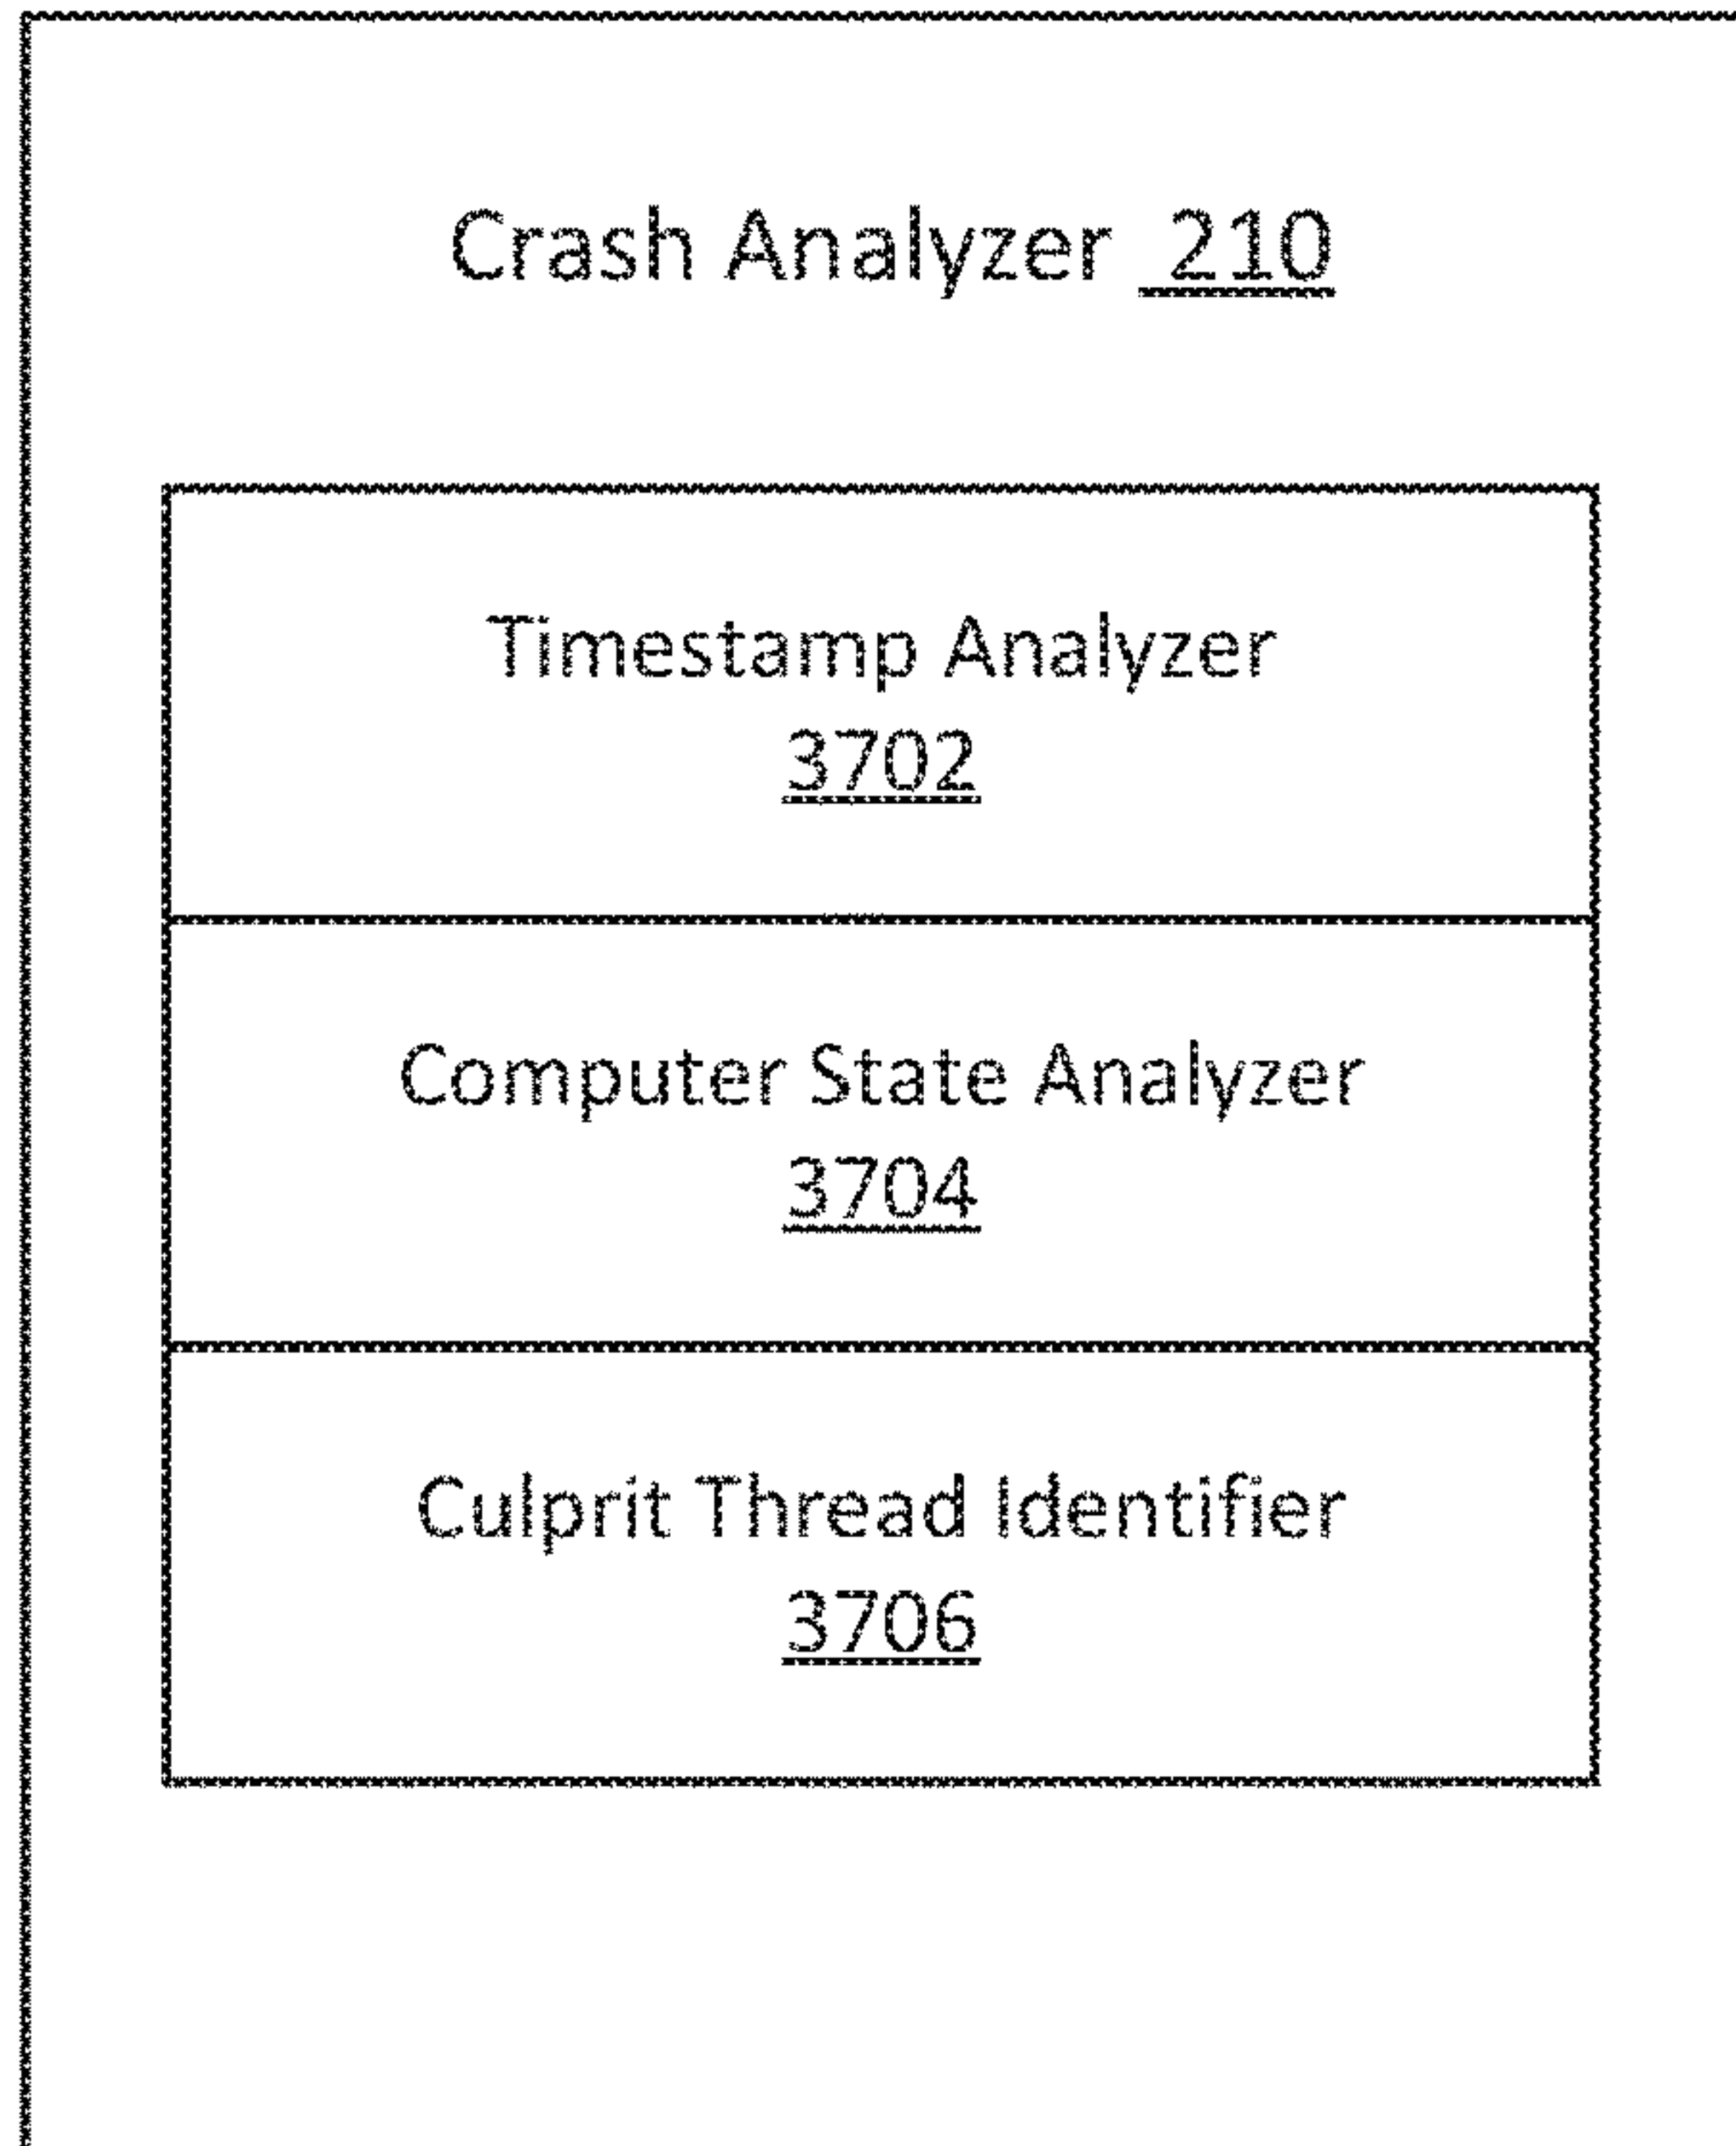 Crash Analyzer 210
Timestamp Analyzer
3702
Computer State Analyzer
3704
Culprit Thread Identifier
3706